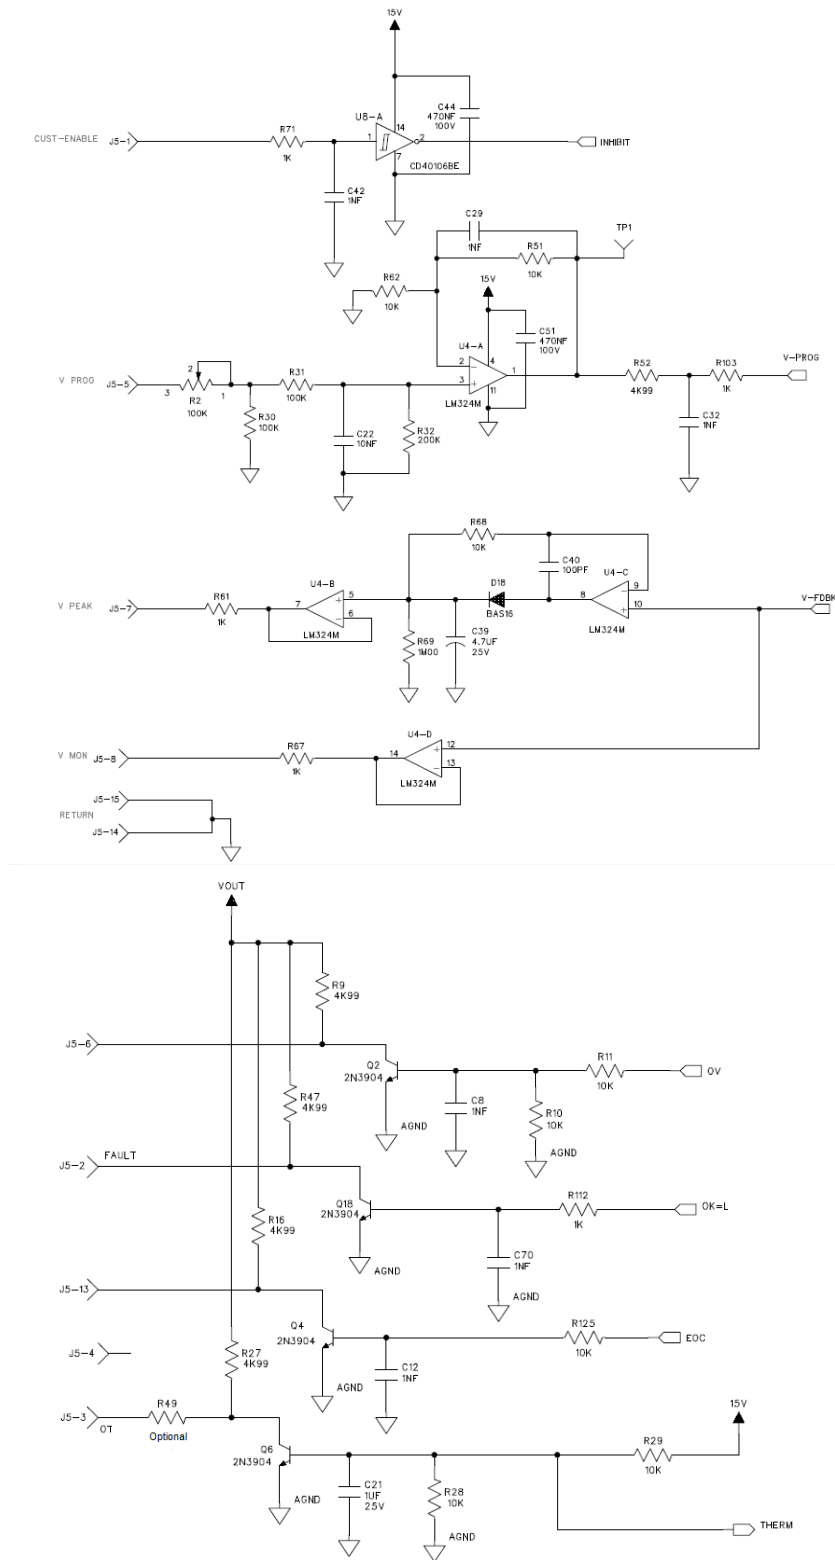 15V
C44
470NF
100V
U8-A
14
CUST-ENABLE
J5-1
R71
1K
1
2
INHIBIT
7
CD40106BE
C42
1NF
C29
1NF
TP1
R51
10K
R62
10K
15V
C51
470NF
100V
U4-A
4
2
3
1
11
LM324M
V PROG
J5-5
2
3
1
R2
100K
R31
100K
R30
100K
C22
10NF
R32
200K
R52
4K99
R103
1K
V-PROG
C32
1NF
R68
10K
C40
100PF
U4-C
9
10
8
LM324M
D18
BAS16
U4-B
5
6
7
LM324M
V PEAK
J5-7
R61
1K
V-FDBK
R69
1M00
C39
4.7UF
25V
U4-D
12
13
14
LM324M
V MON
J5-8
R67
1K
J5-15
RETURN
J5-14
VOUT
R9
4K99
J5-6
Q2
2N3904
R11
10K
OV
C8
1NF
R10
10K
AGND
AGND
R47
4K99
J5-2
FAULT
Q18
2N3904
R112
1K
OK=L
R16
4K99
C70
1NF
AGND
AGND
J5-13
Q4
2N3904
R125
10K
EOC
J5-4
R27
4K99
C12
1NF
AGND
J5-3
OT
R49
Optional
15V
Q6
2N3904
R29
10K
C21
1UF
25V
R28
10K
AGND
AGND
THERM